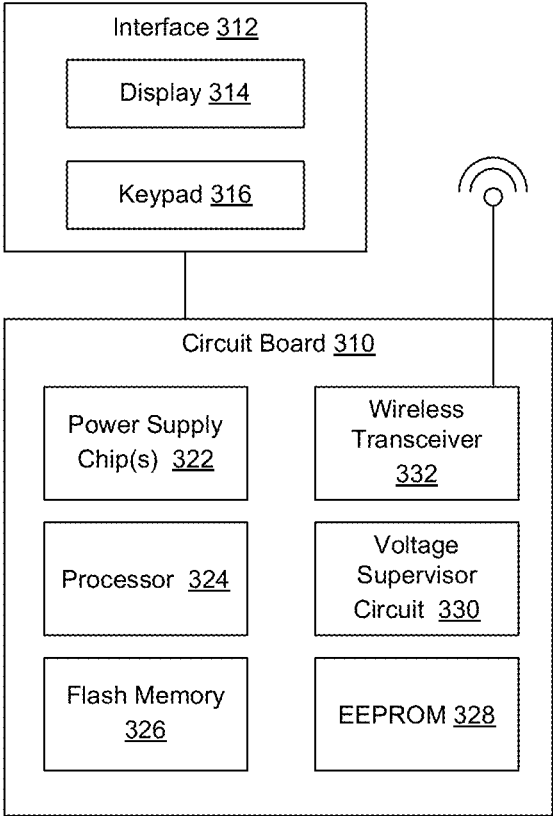 Interface 312
Display 314
Keypad 316
Circuit Board 310
Power Supply
Chip(s) 322
Wireless
Transceiver
332
Processor 324
Voltage
Supervisor
Circuit 330
Flash Memory
326
EEPROM 328